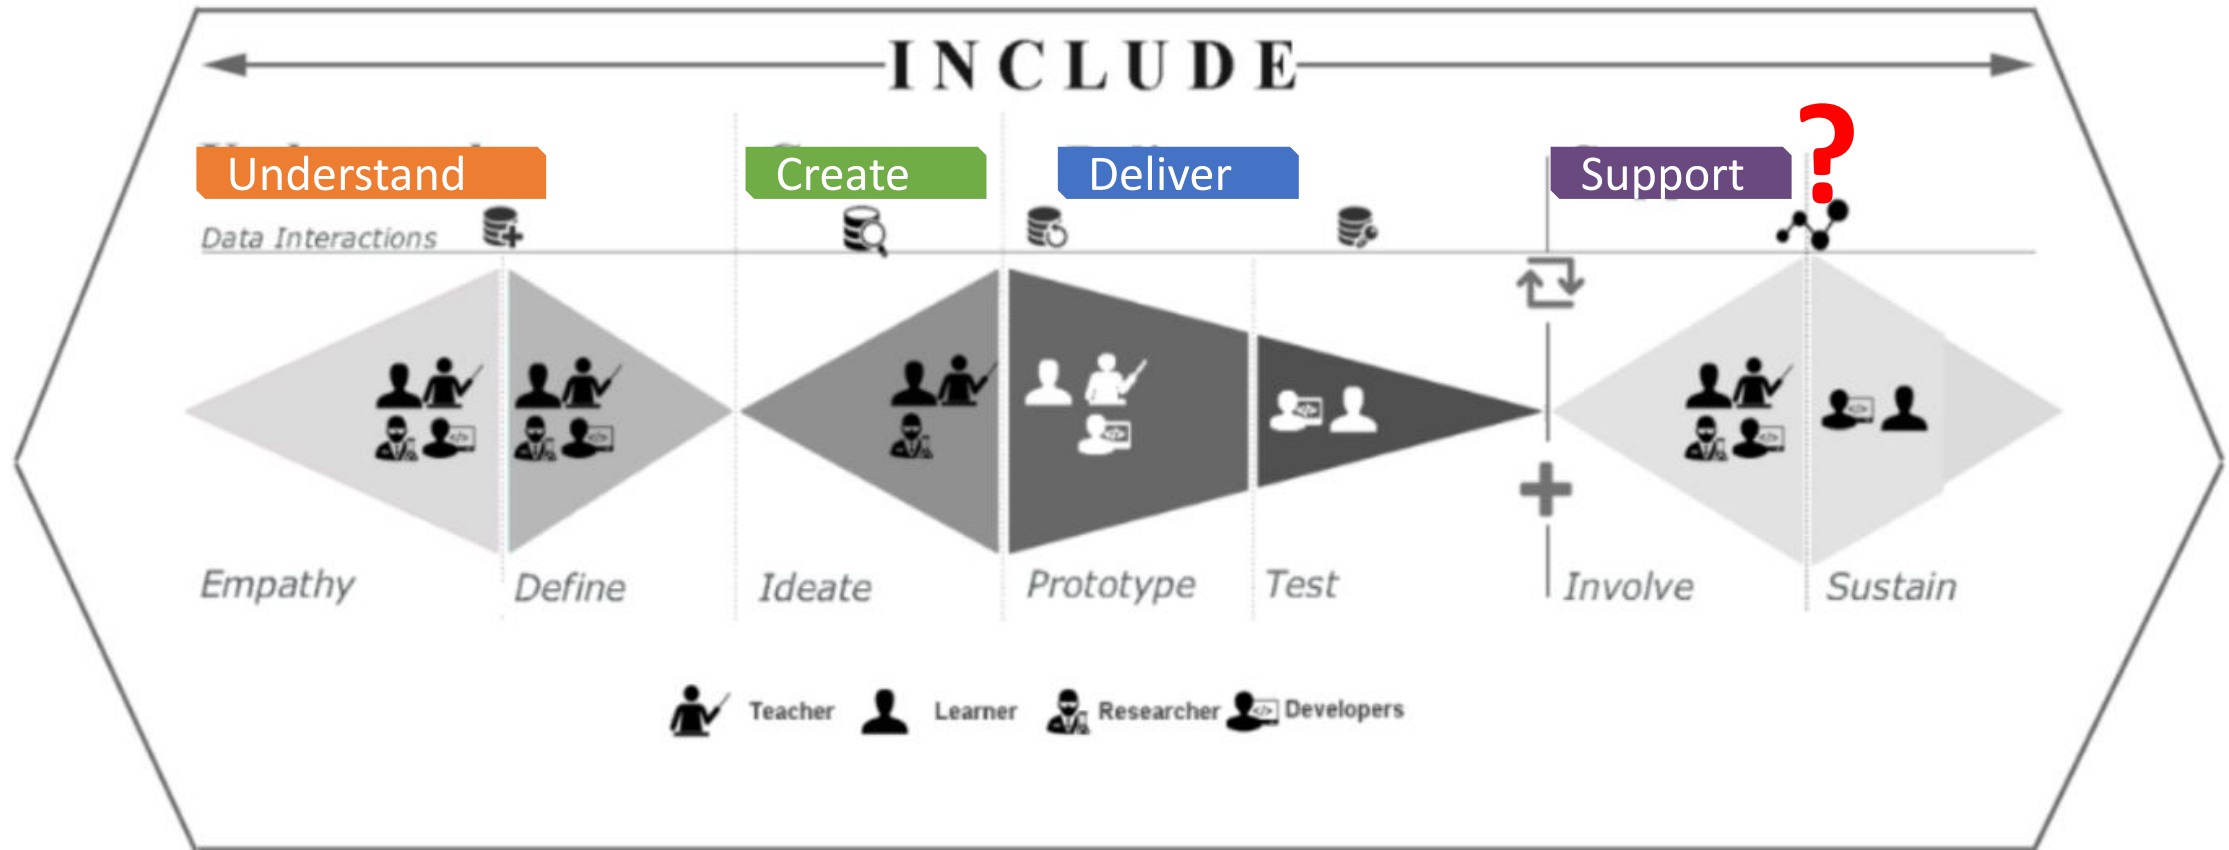 INCLUDE
Understand
Create
Deliver
Support
?
Data Interactions
Empathy
Define
Ideate
Prototype
Test
Involve
Sustain
Teacher
Learner
Researcher
Developers